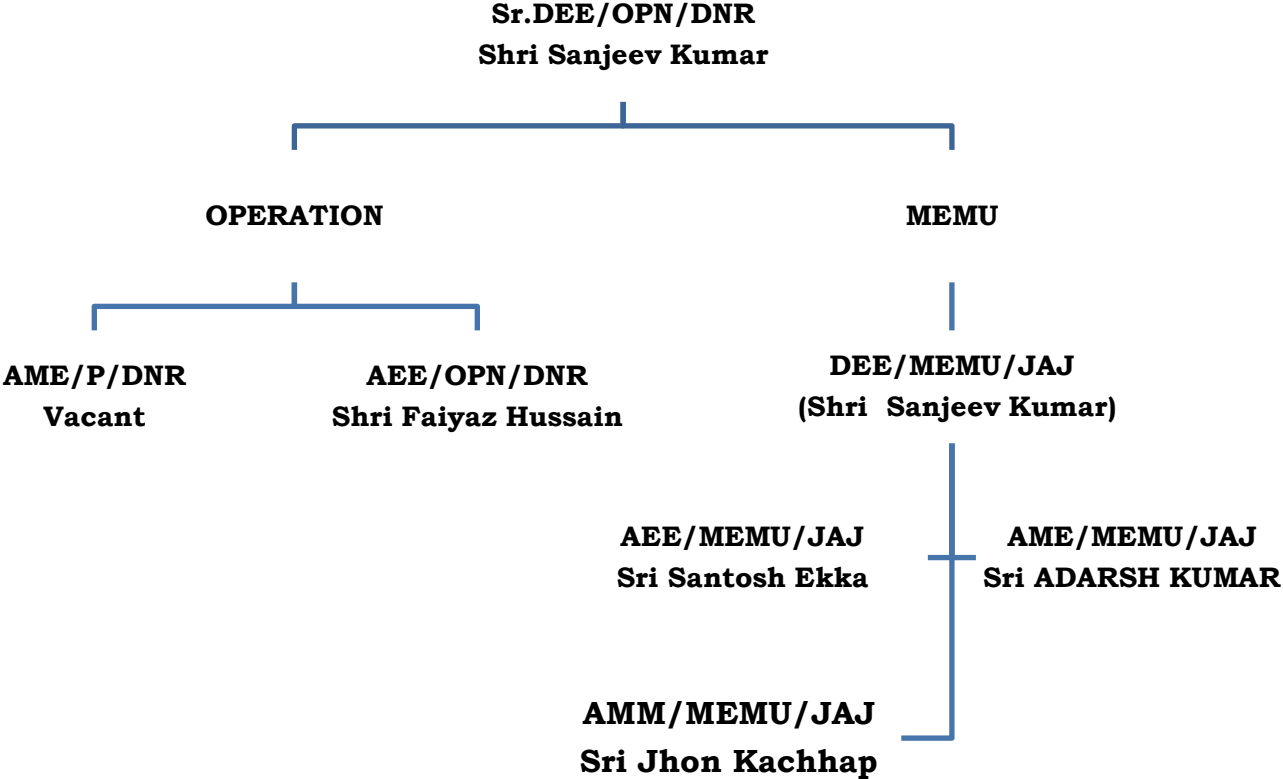 Sr.DEE/OPN/DNR
Shri Sanjeev Kumar
OPERATION
MEMU
AME/P/DNR
Vacant
AEE/OPN/DNR
Shri Faiyaz Hussain
DEE/MEMU/JAJ
(Shri  Sanjeev Kumar)
AEE/MEMU/JAJ
Sri Santosh Ekka
AME/MEMU/JAJ
Sri ADARSH KUMAR
AMM/MEMU/JAJ
Sri Jhon Kachhap